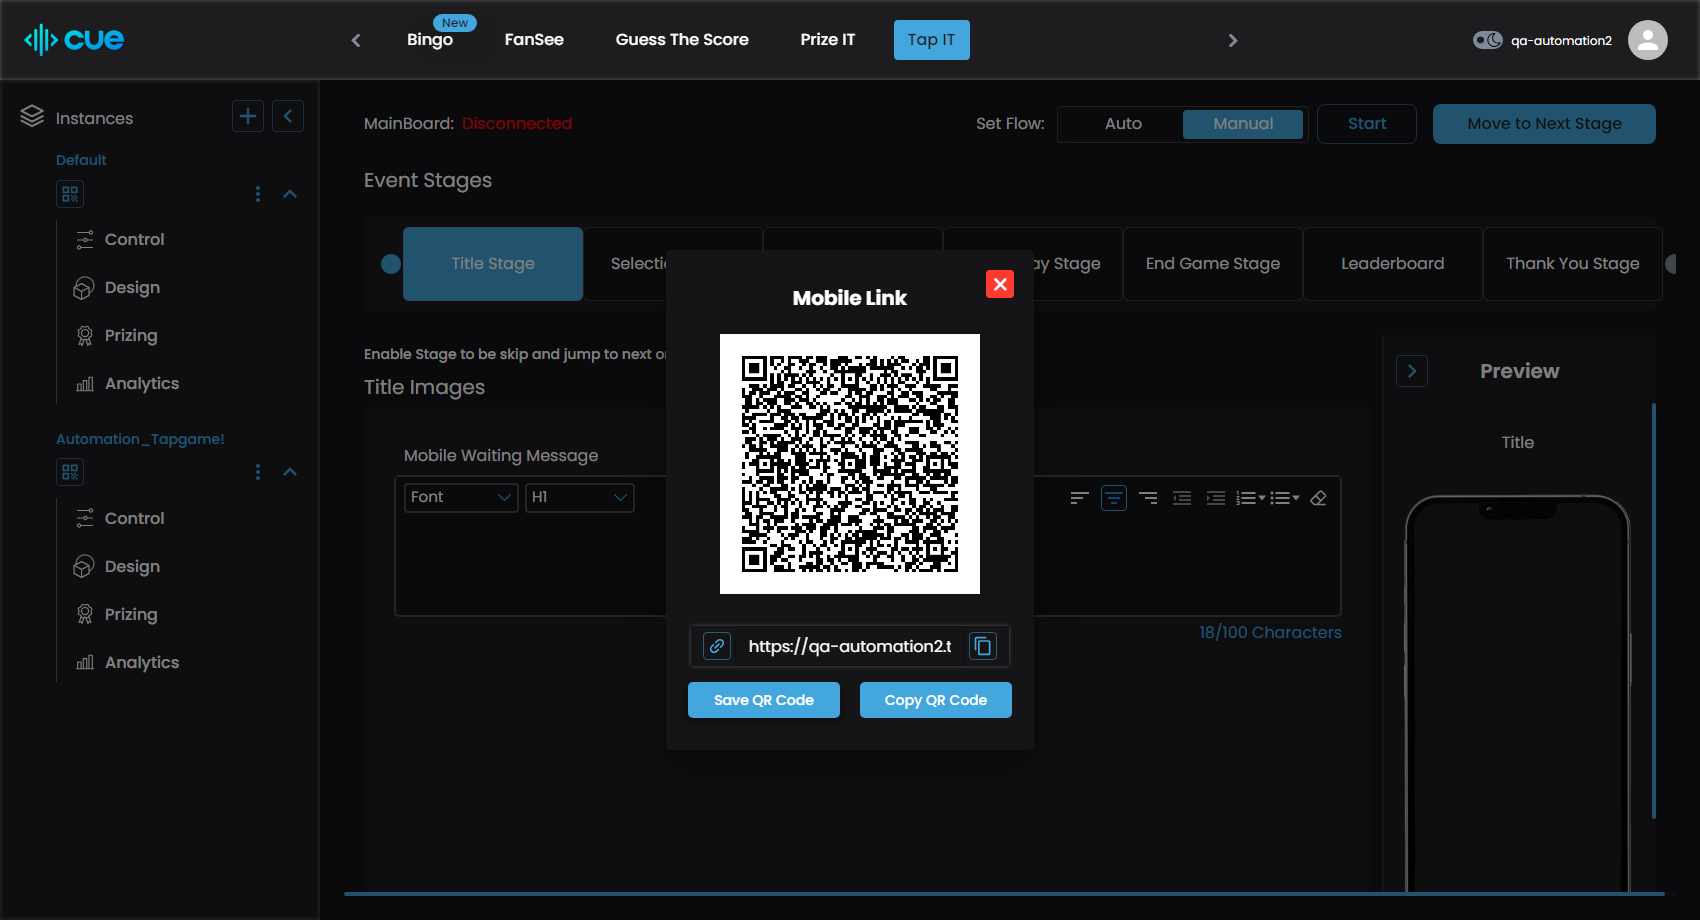 cue
New
Bingo
FanSee
Guess The Score
Prize IT
Tap IT
qa-automation2
Instances
Default
Control
Design
Prizing
Analytics
Automation_Tapgame!
Control
Design
Prizing
Analytics
MainBoard: Disconnected
Set Flow:
Auto
Manual
Start
Move to Next Stage
Event Stages
Title Stage
ay Stage
End Game Stage
Leaderboard
Thank You Stage
Enable Stage to be skip and jump to next
Title Images
Mobile Waiting Message
Font
H1
18/100 Characters
Mobile Link
https://qa-automation2.t
Save QR Code
Copy QR Code
Preview
Title